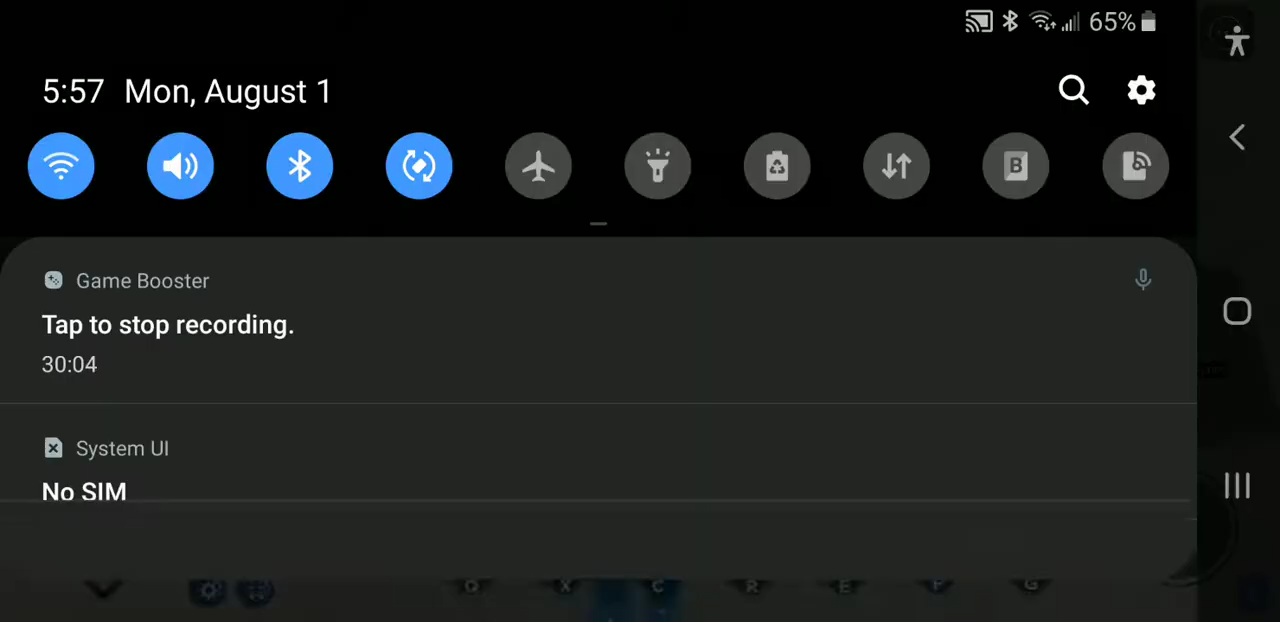 65%
5:57 Mon, August 1
B
Game Booster
Tap to stop recording.
30:04
System UI
No SIM
Q X C R E F G